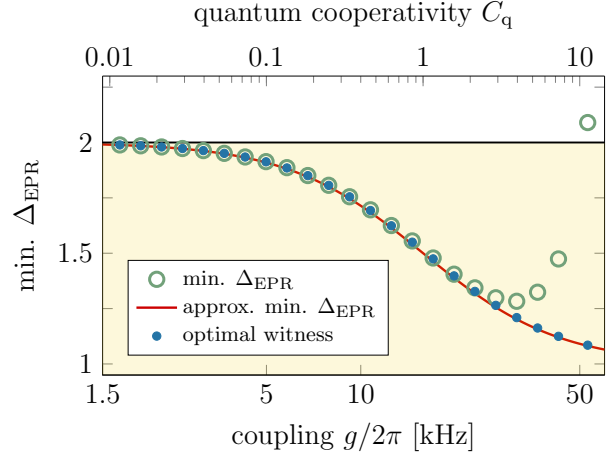 quantum cooperativity C_q
0.01 0.1 1 10
2
1.5
1
min. Δ_EPR
min. Δ_EPR
approx. min. Δ_EPR
optimal witness
1.5 5 10 50
coupling g/2π [kHz]